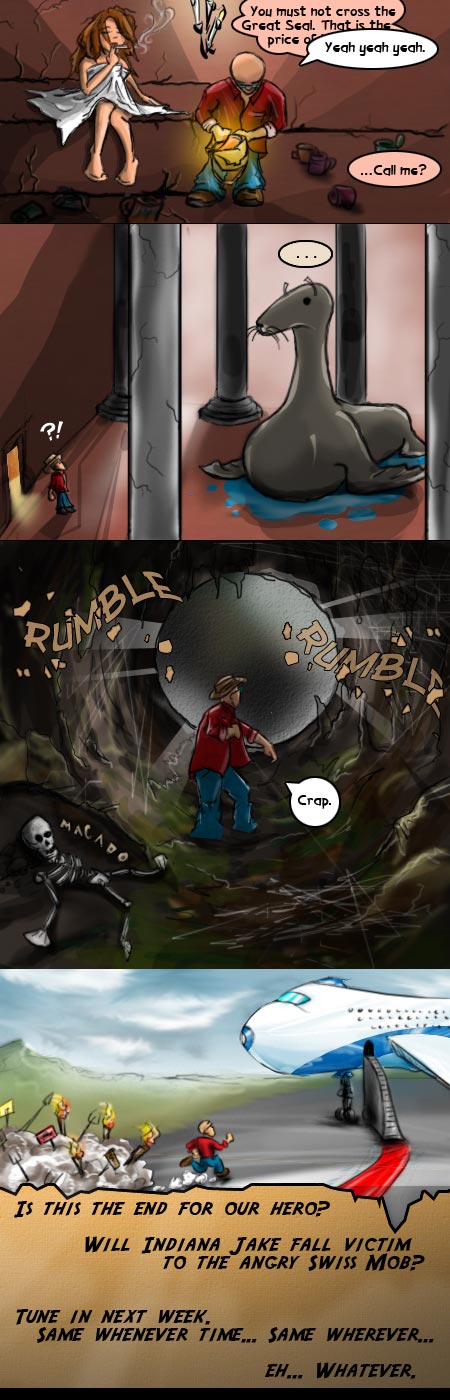 You must not cross the
Great Seal. That is the
price of
Yeah yeah yeah.
...Call me?
?!
...
RUMBLE
RUMBLE
Crap.
MACADO
Is this the end for our hero?
Will Indiana Jake fall victim
to the angry Swiss Mob?
Tune in next week.
Same whenever time... Same wherever...
eh... Whatever.